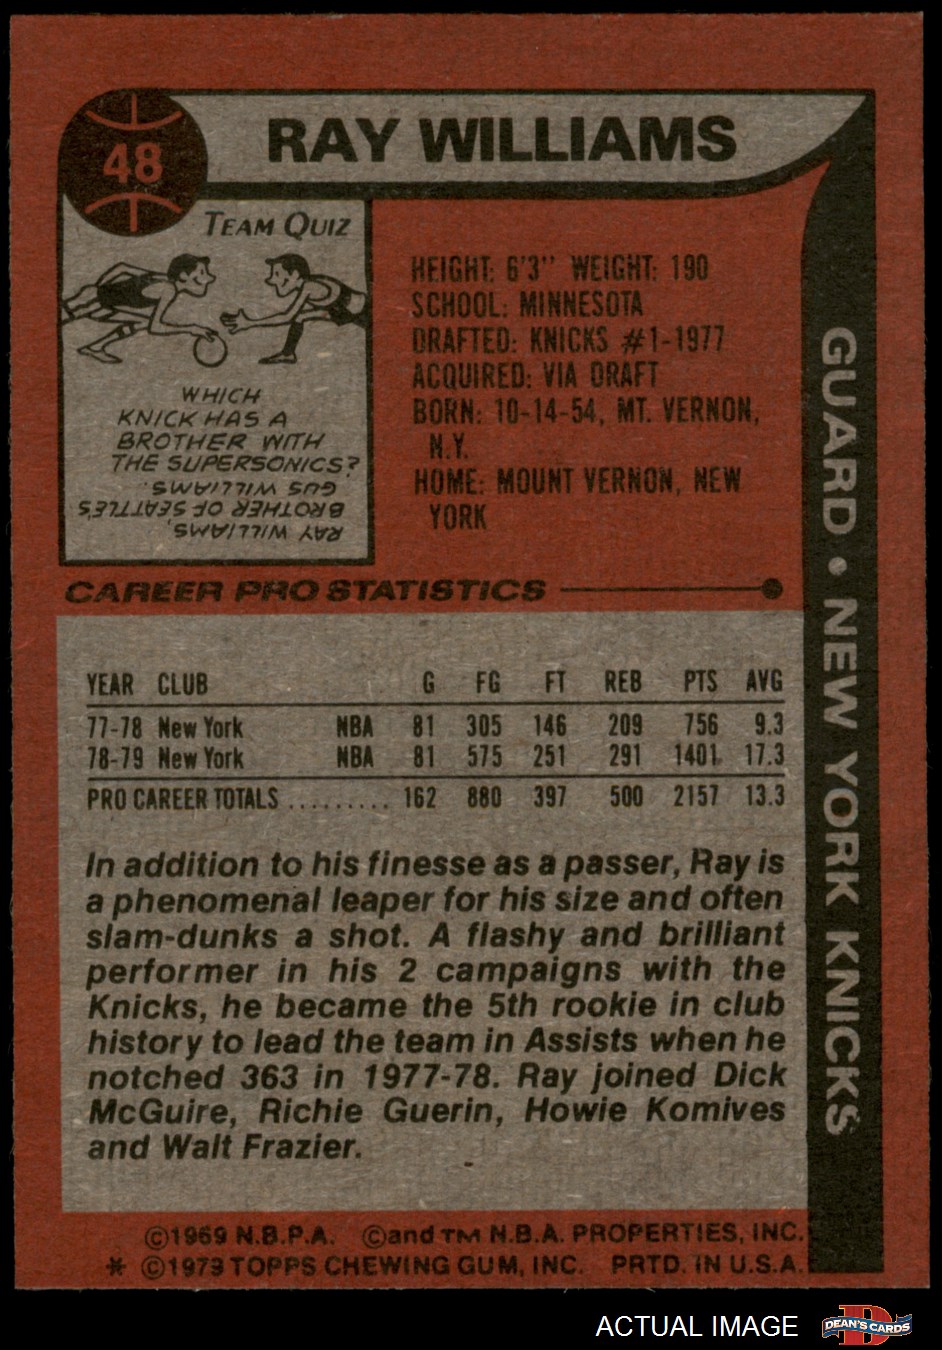 48
RAY WILLIAMS
TEAM QUIZ
WHICH
KNICK HAS A
BROTHER WITH
THE SUPERSONICS?
RAY WILLIAMS,
BROTHER OF SEATTLE'S
GUS WILLIAMS.
HEIGHT: 6'3" WEIGHT: 190
SCHOOL: MINNESOTA
DRAFTED: KNICKS #1-1977
ACQUIRED: VIA DRAFT
BORN: 10-14-54, MT. VERNON,
N.Y.
HOME: MOUNT VERNON, NEW
YORK
GUARD • NEW YORK KNICKS
CAREER PRO STATISTICS
YEAR CLUB G FG FT REB PTS AVG
77-78 New York NBA 81 305 146 209 756 9.3
78-79 New York NBA 81 575 251 291 1401 17.3
PRO CAREER TOTALS ......... 162 880 397 500 2157 13.3
In addition to his finesse as a passer, Ray is
a phenomenal leaper for his size and often
slam-dunks a shot. A flashy and brilliant
performer in his 2 campaigns with the
Knicks, he became the 5th rookie in club
history to lead the team in Assists when he
notched 363 in 1977-78. Ray joined Dick
McGuire, Richie Guerin, Howie Komives
and Walt Frazier.
©1969 N.B.P.A. ©and TM N.B.A. PROPERTIES, INC.
* ©1979 TOPPS CHEWING GUM, INC. PRTD. IN U.S.A.
ACTUAL IMAGE
DEAN'S CARDS